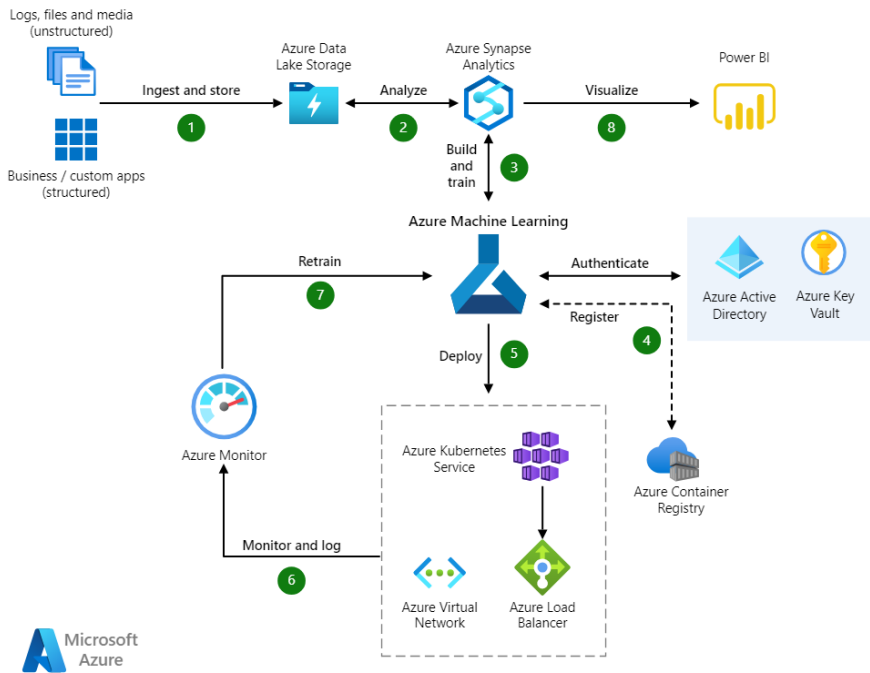 Logs, files and media
(unstructured)
Azure Data
Lake Storage
Azure Synapse
Analytics
Power BI
Ingest and store
Analyze
Visualize
1
2
8
Business / custom apps
(structured)
Build
and
train
3
Azure Machine Learning
Retrain
7
Authenticate
Azure Active
Directory
Azure Key
Vault
Register
4
Deploy
5
Azure Monitor
Azure Kubernetes
Service
Azure Container
Registry
Monitor and log
6
Azure Virtual
Network
Azure Load
Balancer
Microsoft
Azure